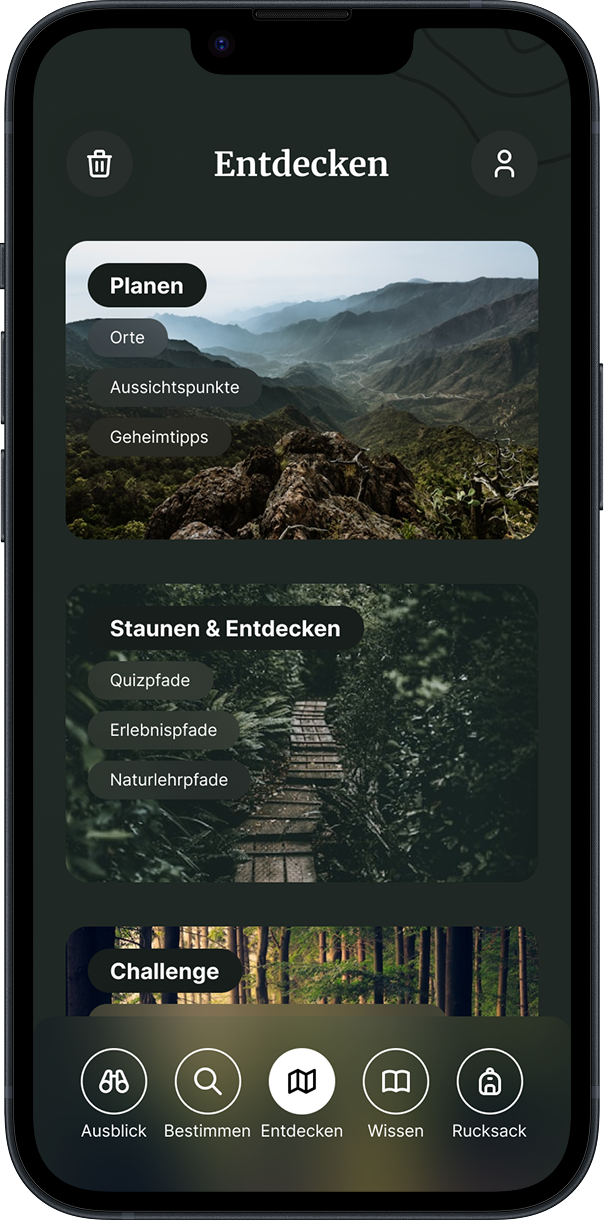 Entdecken
Planen
Orte
Aussichtspunkte
Geheimtipps
Staunen & Entdecken
Quizpfade
Erlebnispfade
Naturlehrpfade
Challenge
Ausblick
Bestimmen
Entdecken
Wissen
Rucksack